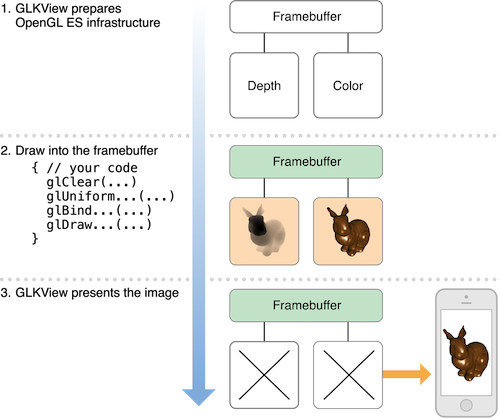 1. GLKView prepares
OpenGL ES infrastructure
Framebuffer
Depth
Color
2. Draw into the framebuffer
{ // your code
glClear(...)
glUniform...(...)
glBind...(...)
glDraw...(...)
}
Framebuffer
3. GLKView presents the image
Framebuffer